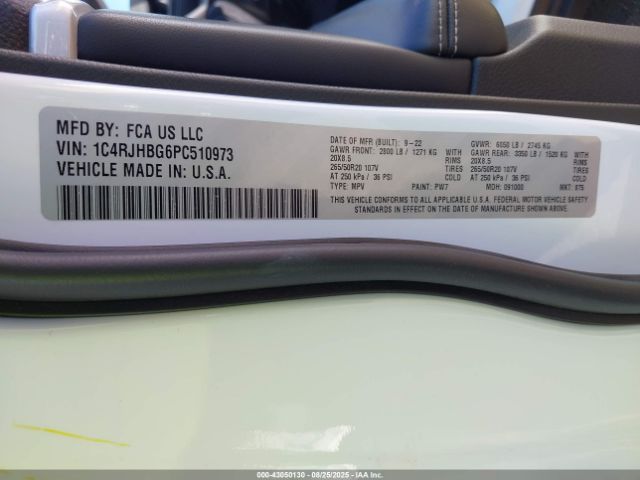 MFD BY: FCA US LLC
VIN: 1C4RJHBG6PC510973
VEHICLE MADE IN: U.S.A.
DATE OF MFR (BUILT): 9-22 GVWR: 6050 LB / 2745 KG
GAWR FRONT: 2800 LB / 1271 KG WITH GAWR REAR: 3350 LB / 1520 KG WITH
20X8.5 RIMS 20X8.5 RIMS
265/50R20 107V TIRES 265/50R20 107V TIRES
AT 250 kPa / 36 PSI COLD AT 250 kPa / 36 PSI COLD
TYPE: MPV PAINT: PW7 MDH: 091000 MKT: 875
THIS VEHICLE CONFORMS TO ALL APPLICABLE U.S.A. FEDERAL MOTOR VEHICLE SAFETY
STANDARDS IN EFFECT ON THE DATE OF MANUFACTURE SHOWN ABOVE.
000-43050130 - 08/25/2025 - IAA Inc.